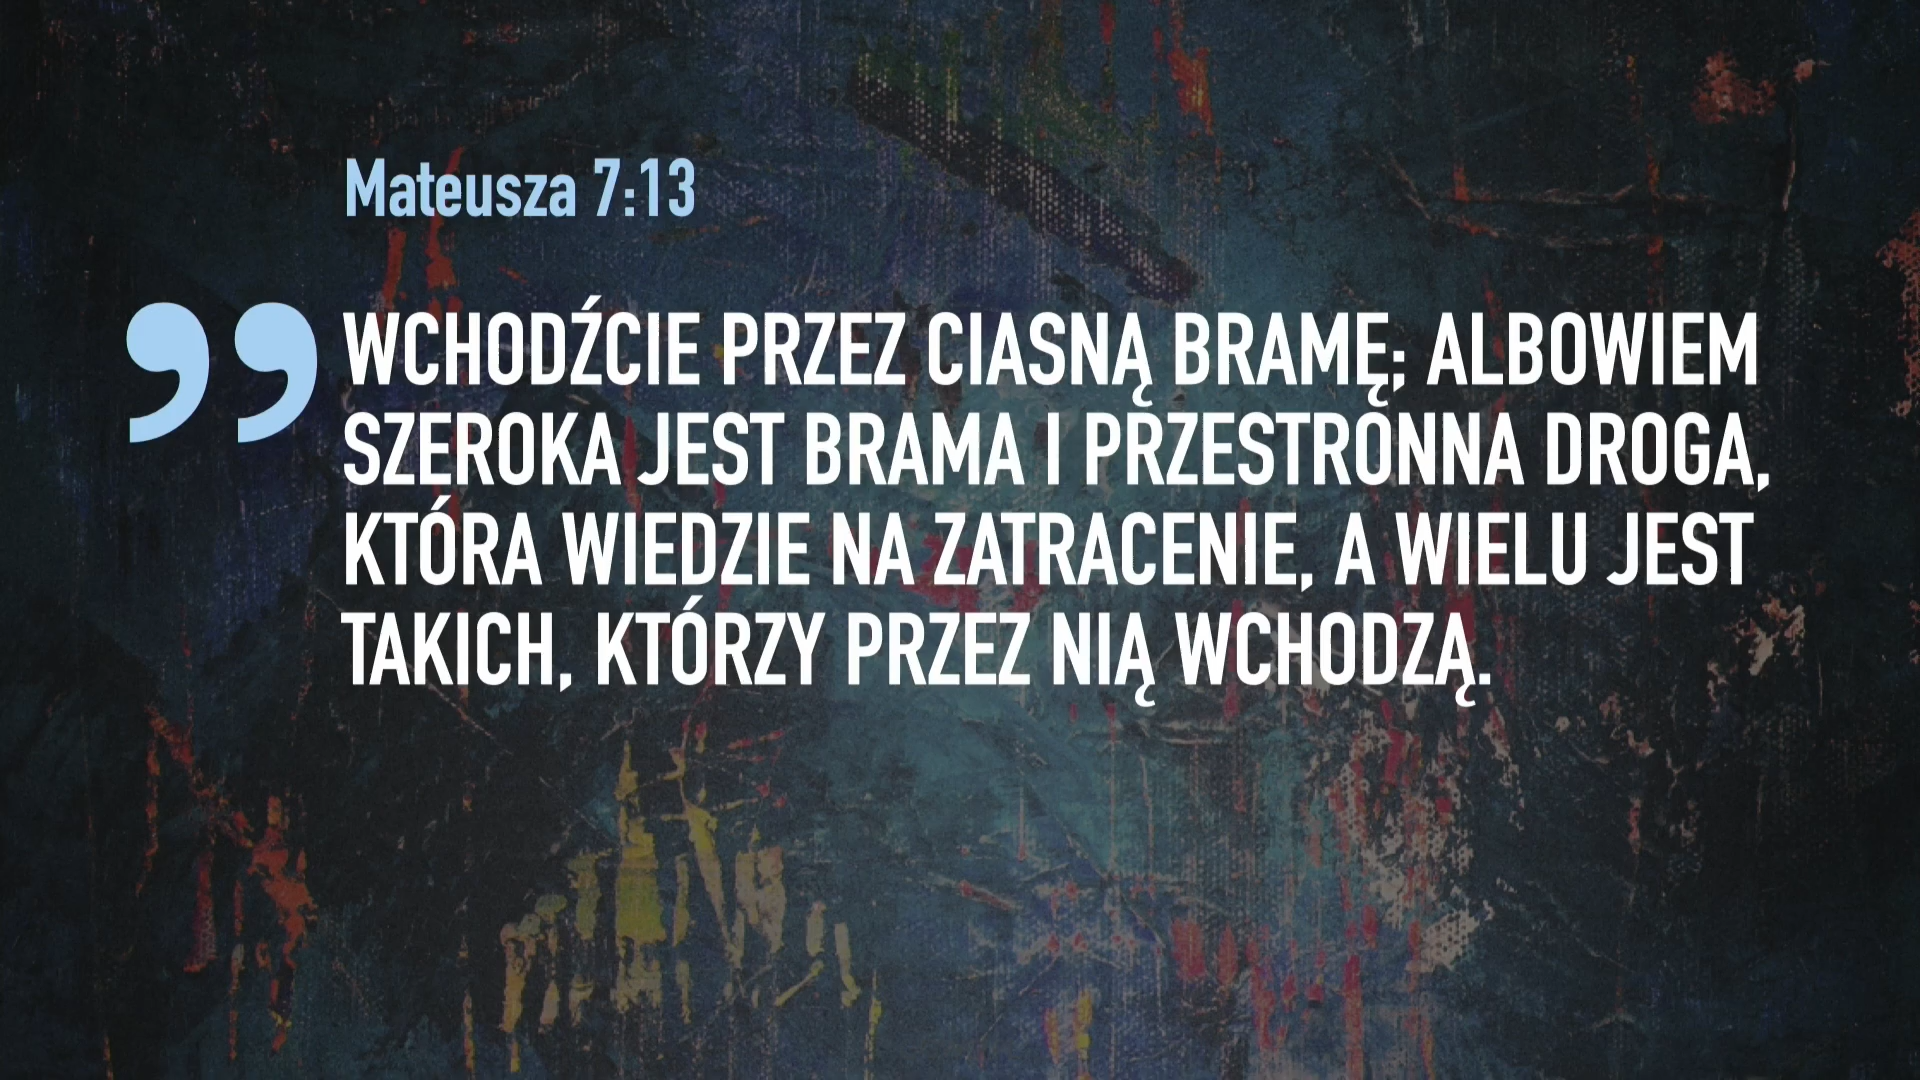 Mateusza 7:13
” WCHODŹCIE PRZEZ CIASNĄ BRAMĘ; ALBOWIEM
SZEROKA JEST BRAMA I PRZESTRONNA DROGA,
KTÓRA WIEDZIE NA ZATRACENIE, A WIELU JEST
TAKICH, KTÓRZY PRZEZ NIĄ WCHODZĄ.